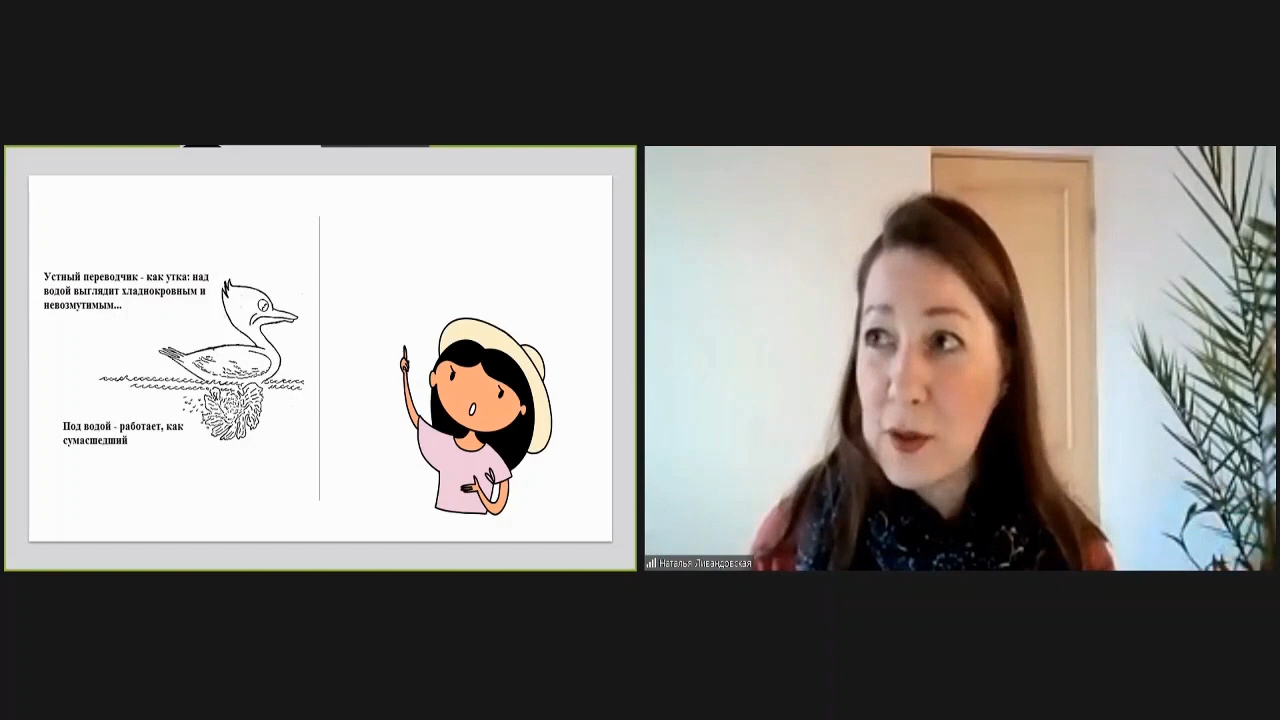 Устный переводчик - как утка: над
водой выглядит хладнокровным и
невозмутимым...
Под водой - работает, как
сумасшедший
Наталья Ливандовская